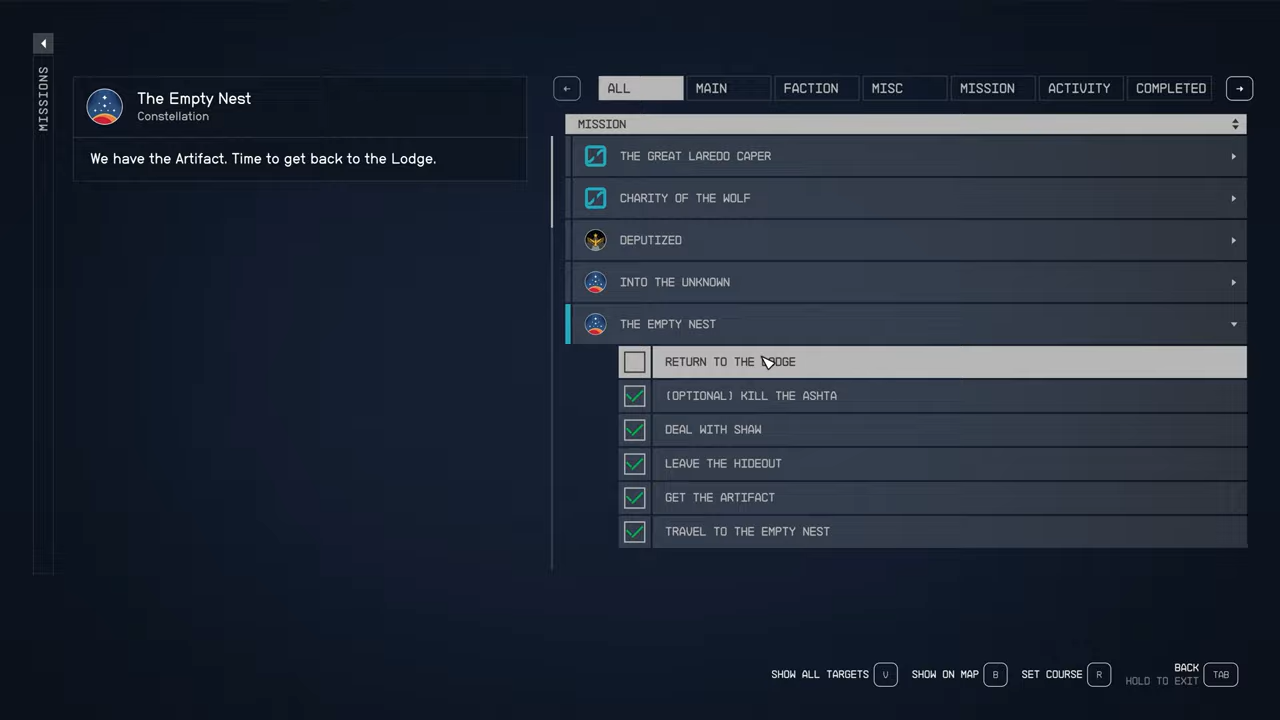 MISSIONS
The Empty Nest
Constellation
We have the Artifact. Time to get back to the Lodge.
ALL MAIN FACTION MISC MISSION ACTIVITY COMPLETED
MISSION
THE GREAT LAREDO CAPER
CHARITY OF THE WOLF
DEPUTIZED
INTO THE UNKNOWN
THE EMPTY NEST
RETURN TO THE LODGE
(OPTIONAL) KILL THE ASHTA
DEAL WITH SHAW
LEAVE THE HIDEOUT
GET THE ARTIFACT
TRAVEL TO THE EMPTY NEST
SHOW ALL TARGETS V SHOW ON MAP B SET COURSE R BACK TAB
HOLD TO EXIT